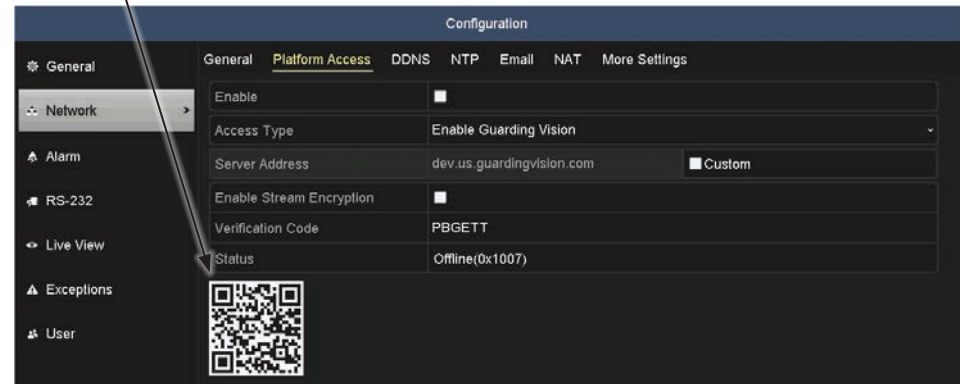 Configuration
General
Network
Alarm
RS-232
Live View
Exceptions
User
General Platform Access DDNS NTP Email NAT More Settings
Enable
Access Type Enable Guarding Vision
Server Address dev.us.guardingvision.com Custom
Enable Stream Encryption
Verification Code PBGETT
Status Offline(0x1007)